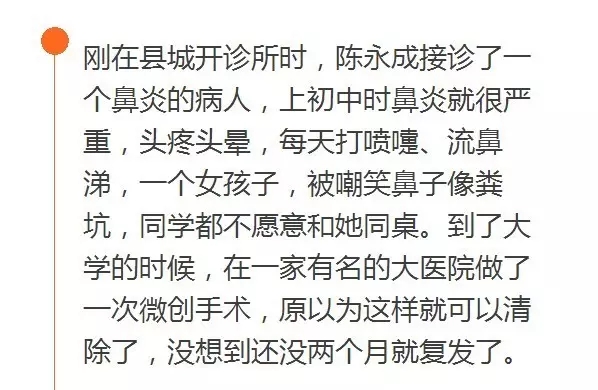 刚在县城开诊所时，陈永成接诊了一
个鼻炎的病人，上初中时鼻炎就很严
重，头疼头晕，每天打喷嚏、流鼻
涕，一个女孩子，被嘲笑鼻子像粪
坑，同学都不愿意和她同桌。到了大
学的时候，在一家有名的大医院做了
一次微创手术，原以为这样就可以清
除了，没想到还没两个月就复发了。